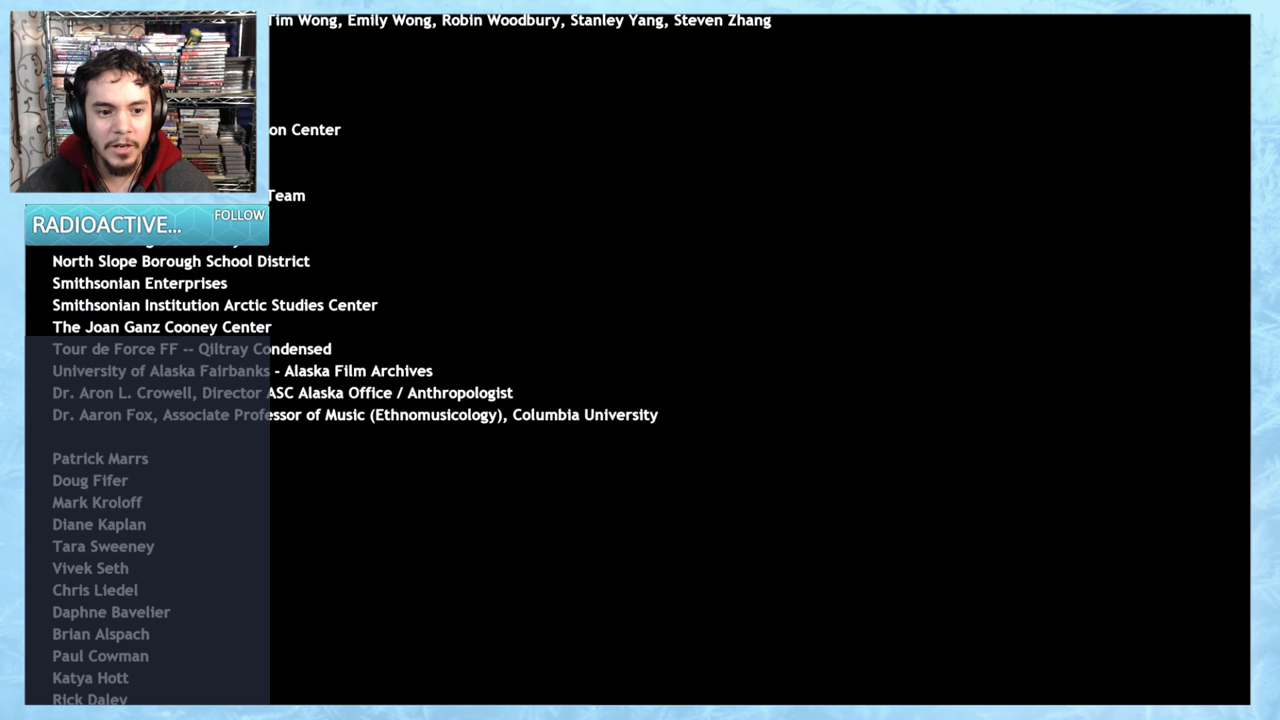 Tim Wong, Emily Wong, Robin Woodbury, Stanley Yang, Steven Zhang
on Center
Team
FOLLOW
RADIOACTIVE...
North Slope Borough School District
Smithsonian Enterprises
Smithsonian Institution Arctic Studies Center
The Joan Ganz Cooney Center
Tour de Force FF -- Qiltray Condensed
University of Alaska Fairbanks - Alaska Film Archives
Dr. Aron L. Crowell, Director ASC Alaska Office / Anthropologist
Dr. Aaron Fox, Associate Professor of Music (Ethnomusicology), Columbia University
Patrick Marrs
Doug Fifer
Mark Kroloff
Diane Kaplan
Tara Sweeney
Vivek Seth
Chris Liedel
Daphne Bavelier
Brian Alspach
Paul Cowman
Katya Hott
Rick Daley